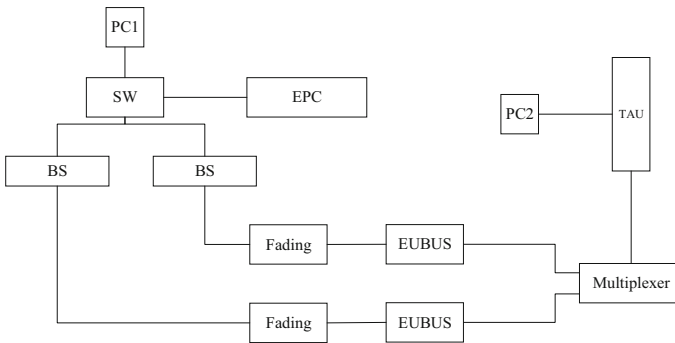 PC1
SW
EPC
PC2
TAU
BS
BS
Fading
EUBUS
Multiplexer
Fading
EUBUS